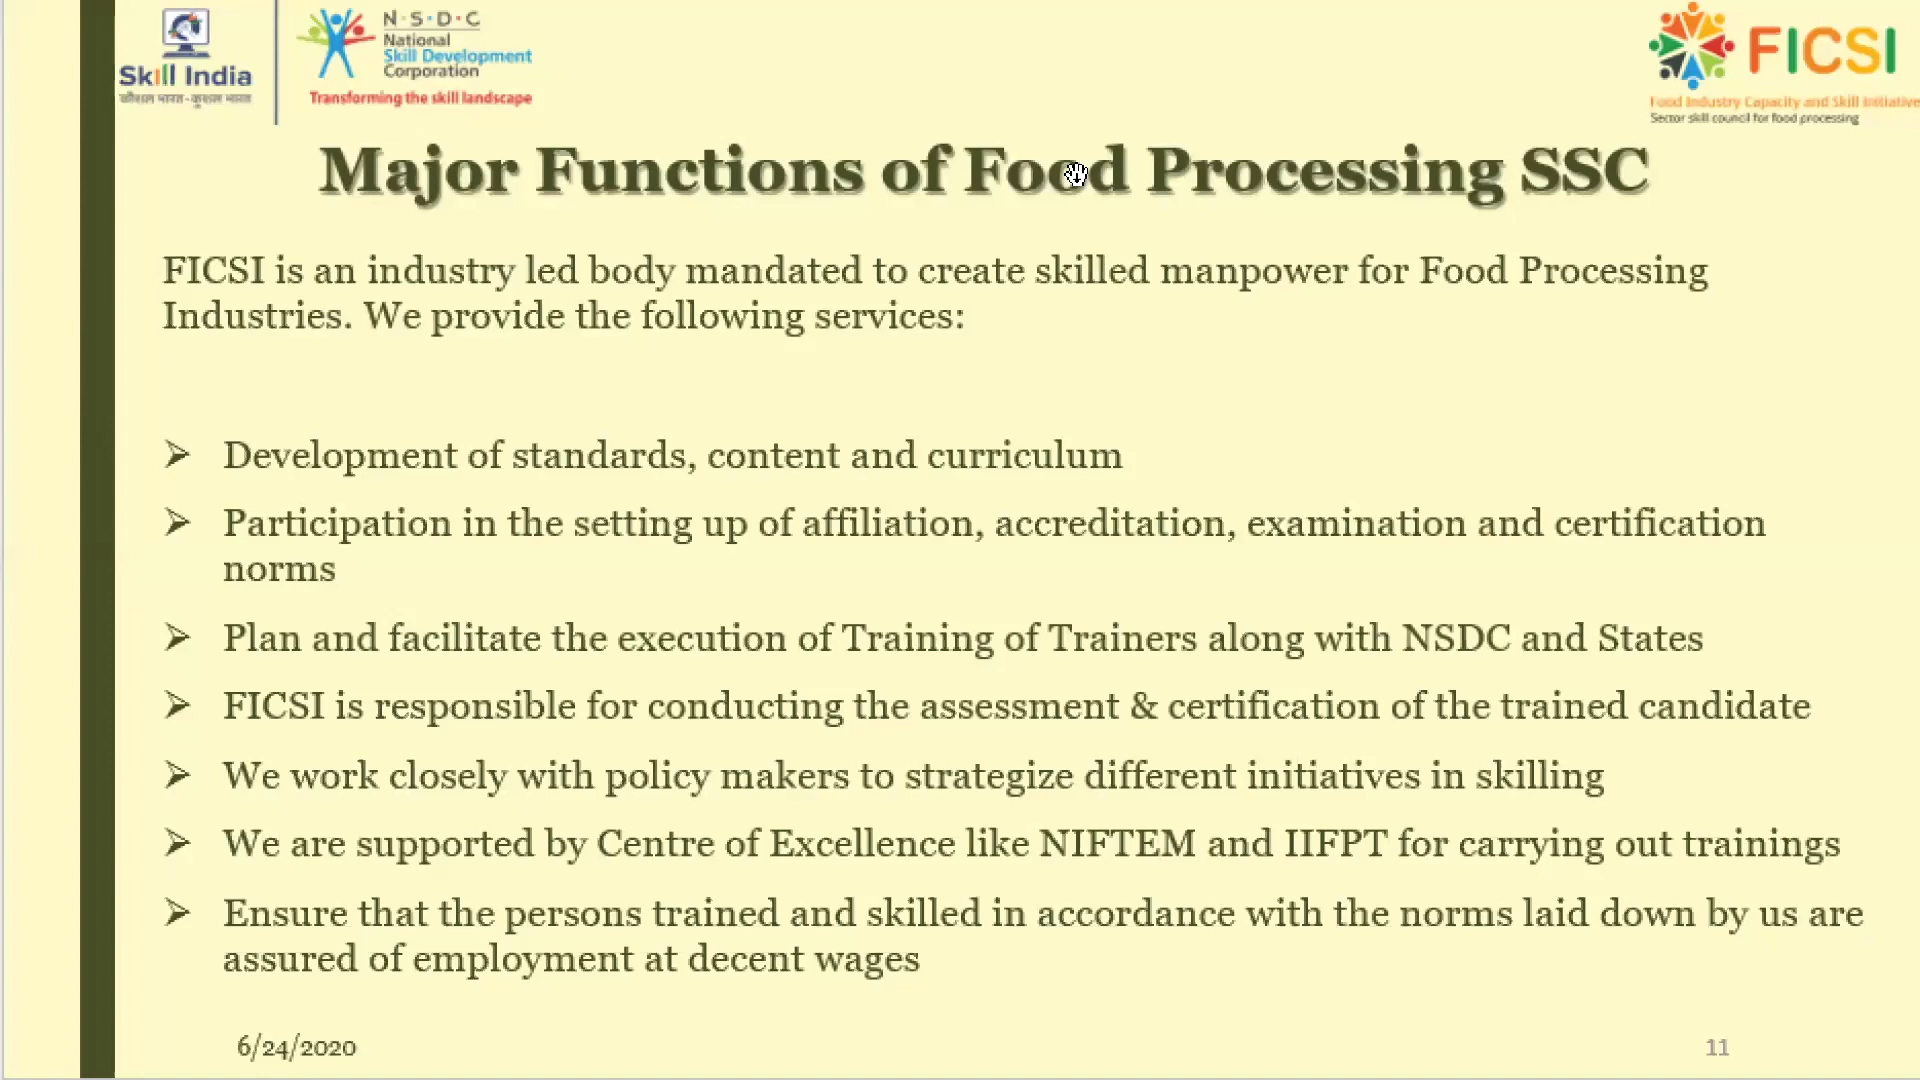 Skill India
कौशल भारत-कुशल भारत
N·S·D·C
National
Skill Development
Corporation
Transforming the skill landscape
FICSI
Food Industry Capacity and Skill Initiative
Sector skill council for food processing
Major Functions of Food Processing SSC
FICSI is an industry led body mandated to create skilled manpower for Food Processing
Industries. We provide the following services:
➢ Development of standards, content and curriculum
➢ Participation in the setting up of affiliation, accreditation, examination and certification
norms
➢ Plan and facilitate the execution of Training of Trainers along with NSDC and States
➢ FICSI is responsible for conducting the assessment & certification of the trained candidate
➢ We work closely with policy makers to strategize different initiatives in skilling
➢ We are supported by Centre of Excellence like NIFTEM and IIFPT for carrying out trainings
➢ Ensure that the persons trained and skilled in accordance with the norms laid down by us are
assured of employment at decent wages
6/24/2020
11